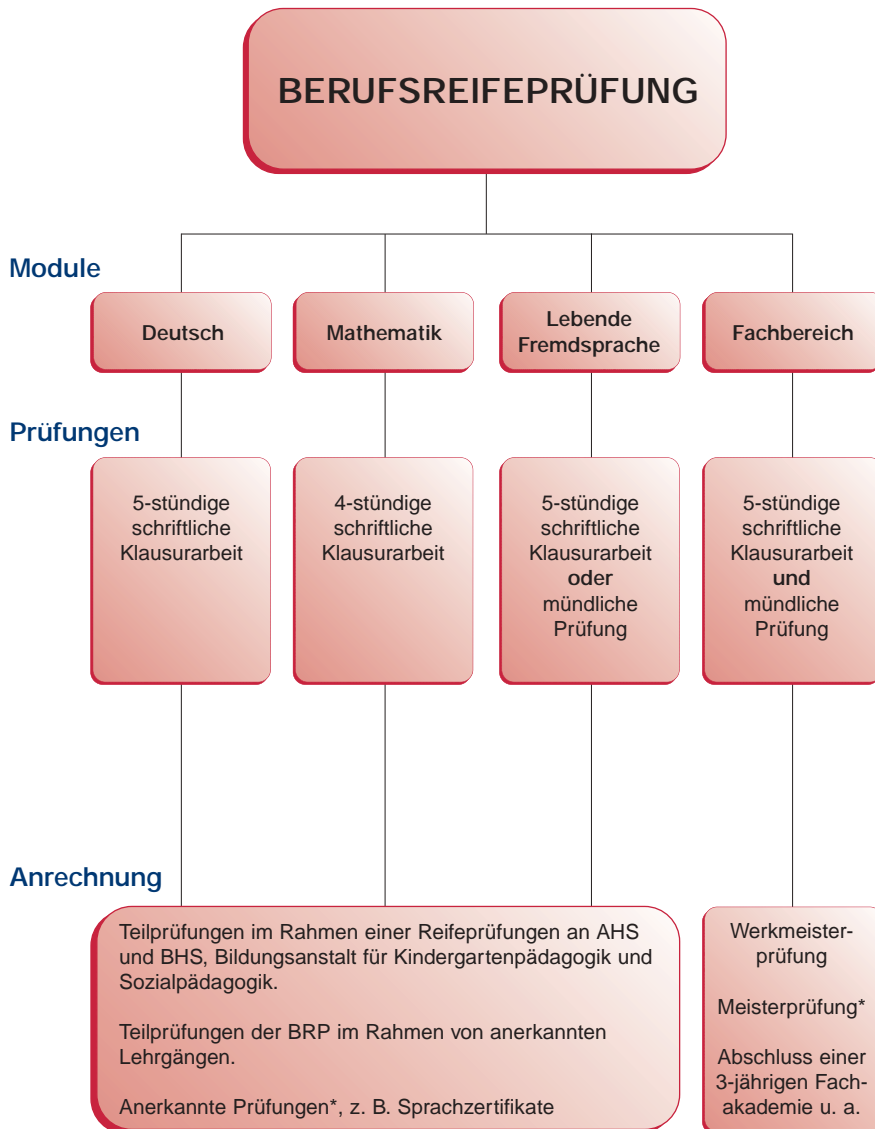 BERUFSREIFEPRÜFUNG
Module
Deutsch
Mathematik
Lebende
Fremdsprache
Fachbereich
Prüfungen
5-stündige
schriftliche
Klausurarbeit
4-stündige
schriftliche
Klausurarbeit
5-stündige
schriftliche
Klausurarbeit
oder
mündliche
Prüfung
5-stündige
schriftliche
Klausurarbeit
und
mündliche
Prüfung
Anrechnung
Teilprüfungen im Rahmen einer Reifeprüfungen an AHS
und BHS, Bildungsanstalt für Kindergartenpädagogik und
Sozialpädagogik.
Teilprüfungen der BRP im Rahmen von anerkannten
Lehrgängen.
Anerkannte Prüfungen*, z. B. Sprachzertifikate
Werkmeister-
prüfung
Meisterprüfung*
Abschluss einer
3-jährigen Fach-
akademie u. a.